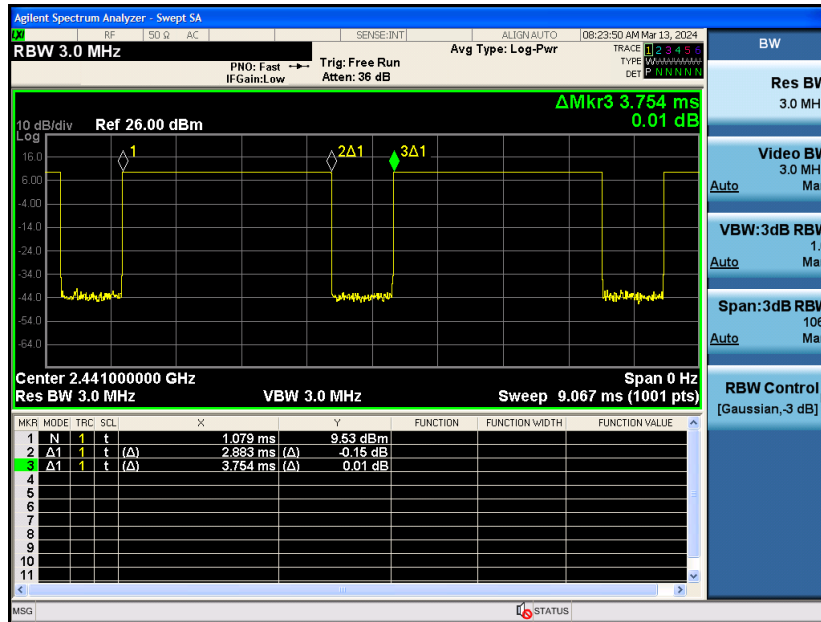 Agilent Spectrum Analyzer - Swept SA
LXI RF 50 Ω AC SENSE:INT ALIGN AUTO 08:23:50 AM Mar 13, 2024
RBW 3.0 MHz
PNO: Fast
IFGain:Low
Trig: Free Run
Atten: 36 dB
Avg Type: Log-Pwr
TRACE 1 2 3 4 5 6
TYPE WWWWWW
DET P N N N N N
ΔMkr3 3.754 ms
0.01 dB
10 dB/div Ref 26.00 dBm
Log
16.0
6.00
-4.00
-14.0
-24.0
-34.0
-44.0
-54.0
-64.0
1
2Δ1
3Δ1
Center 2.441000000 GHz Span 0 Hz
Res BW 3.0 MHz VBW 3.0 MHz Sweep 9.067 ms (1001 pts)
MKR MODE TRC SCL X Y FUNCTION FUNCTION WIDTH FUNCTION VALUE
1 N 1 t 1.079 ms 9.53 dBm
2 Δ1 1 t (Δ) 2.883 ms (Δ) -0.15 dB
3 Δ1 1 t (Δ) 3.754 ms (Δ) 0.01 dB
4
5
6
7
8
9
10
11
MSG STATUS
BW
Res BW
3.0 MH
Video BW
3.0 MH
Auto Ma
VBW:3dB RBW
1.
Auto Ma
Span:3dB RBW
106
Auto Ma
RBW Control
[Gaussian,-3 dB]